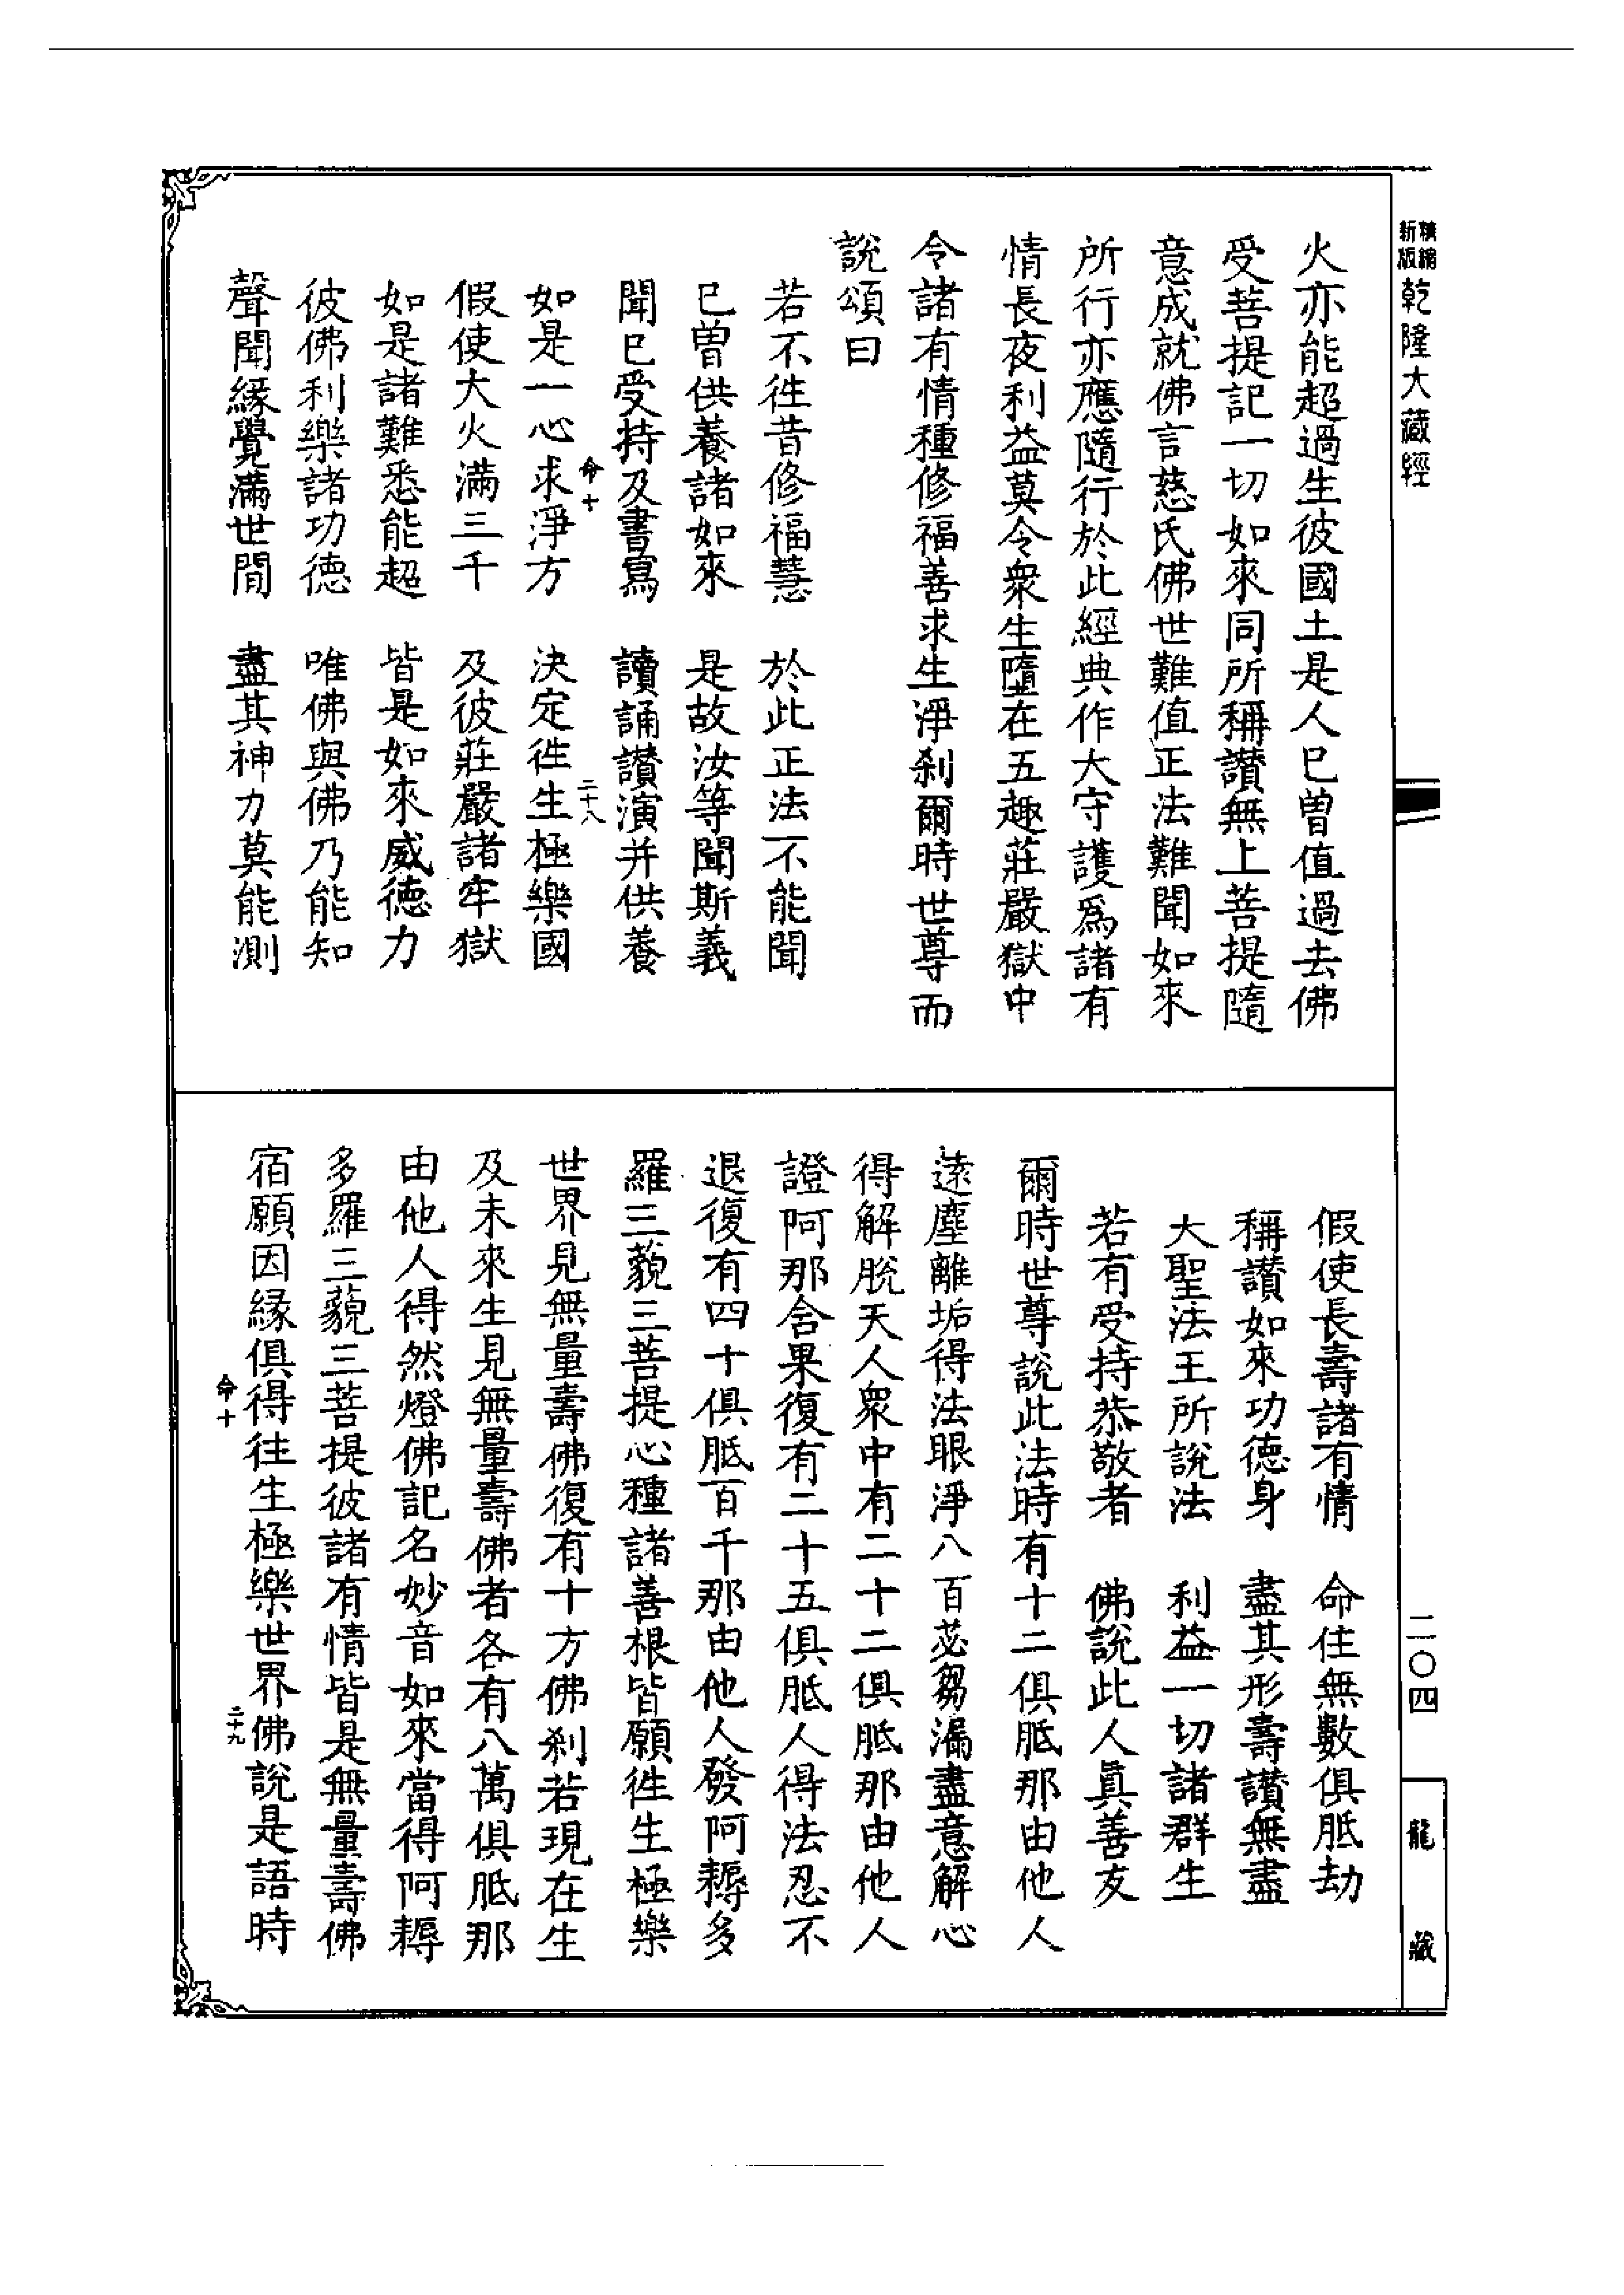 精縮
新版
乾隆大藏經
火亦能超過生彼國土是人已曾值過去佛
受菩提記一切如來同所稱讚無上菩提隨
意成就佛言慈氏佛世難值正法難聞如來
所行亦應隨行於此經典作大守護爲諸有
情長夜利益莫令衆生墮在五趣莊嚴獄中
令諸有情種修福善求生淨刹爾時世尊而
說頌曰
若不徃昔修福慧　於此正法不能聞
已曾供養諸如來　是故汝等聞斯義
聞已受持及書寫　讀誦讚演并供養
命十　二十八
如是一心求淨方　決定徃生極樂國
假使大火滿三千　及彼莊嚴諸牢獄
如是諸難悉能超　皆是如來威德力
彼佛利樂諸功德　唯佛與佛乃能知
聲聞緣覺滿世間　盡其神力莫能測
假使長壽諸有情　命住無數俱胝劫
稱讚如來功德身　盡其形壽讚無盡
大聖法王所說法　利益一切諸群生
若有受持恭敬者　佛說此人眞善友
爾時世尊說此法時有十二俱胝那由他人
遠塵離垢得法眼淨八百苾芻漏盡意解心
得解脫天人衆中有二十二俱胝那由他人
證阿那含果復有二十五俱胝人得法忍不
退復有四十俱胝百千那由他人發阿耨多
羅三藐三菩提心種諸善根皆願徃生極樂
世界見無量壽佛復有十方佛刹若現在生
及未來生見無量壽佛者各有八萬俱胝那
由他人得然燈佛記名妙音如來當得阿耨
多羅三藐三菩提彼諸有情皆是無量壽佛
宿願因緣俱得往生極樂世界佛說是語時
命十　二十九
二〇四
龍藏